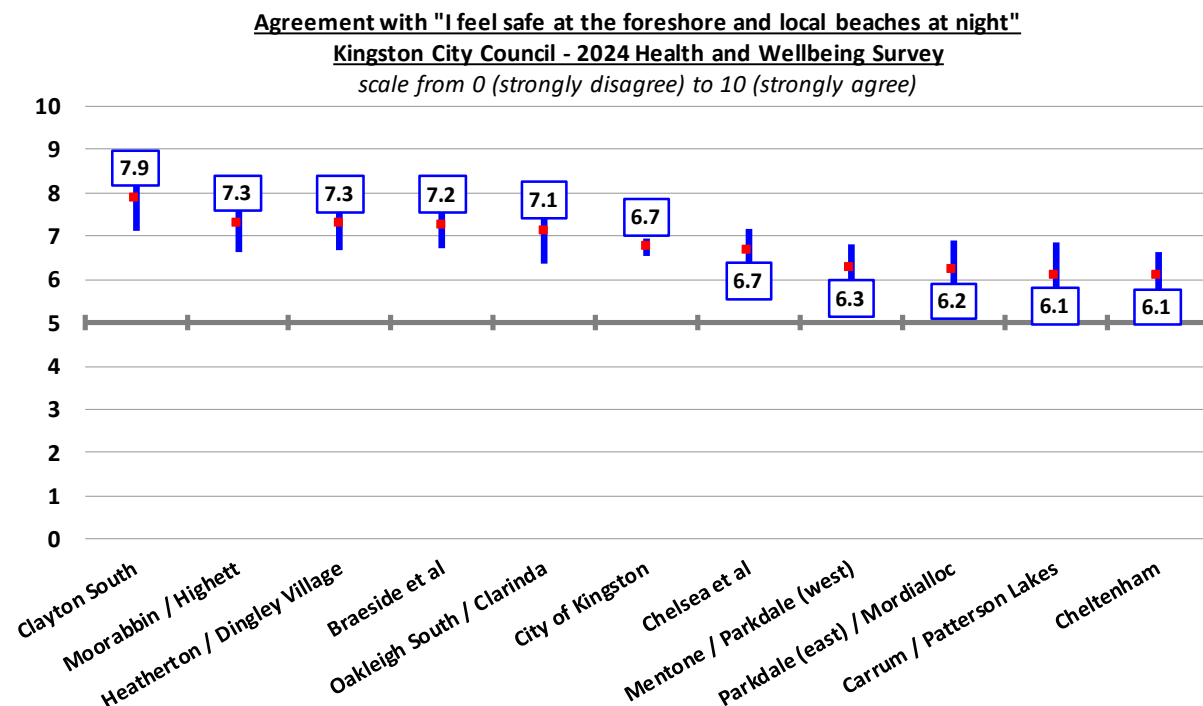 Agreement with "I feel safe at the foreshore and local beaches at night"
Kingston City Council - 2024 Health and Wellbeing Survey
scale from 0 (strongly disagree) to 10 (strongly agree)
10
9
8
7
6
5
4
3
2
1
0
7.9
7.3
7.3
7.2
7.1
6.7
6.7
6.3
6.2
6.1
6.1
Clayton South
Moorabbin / Highett
Heatherton / Dingley Village
Braeside et al
Oakleigh South / Clarinda
City of Kingston
Chelsea et al
Mentone / Parkdale (west)
Parkdale (east) / Mordialloc
Carrum / Patterson Lakes
Cheltenham